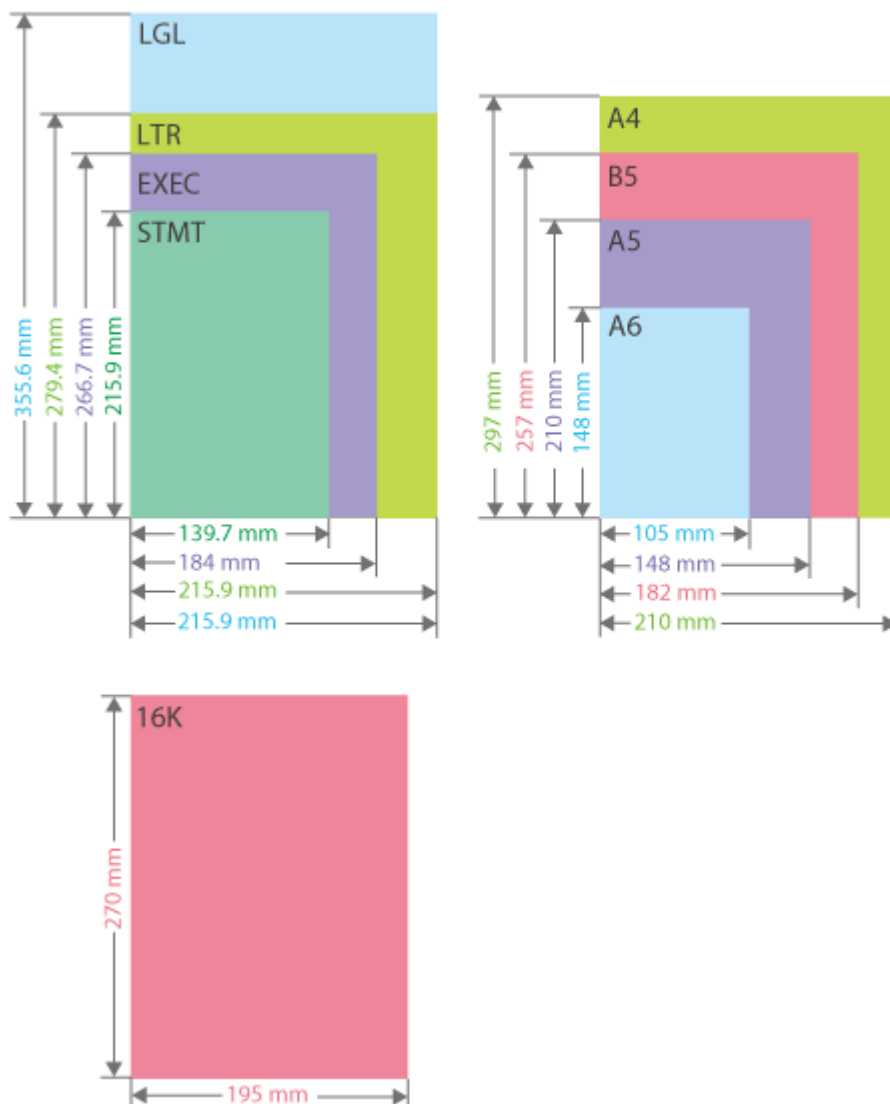 LGL
LTR
EXEC
STMT
355.6 mm
279.4 mm
266.7 mm
215.9 mm
139.7 mm
184 mm
215.9 mm
215.9 mm
A4
B5
A5
A6
297 mm
257 mm
210 mm
148 mm
105 mm
148 mm
182 mm
210 mm
16K
270 mm
195 mm